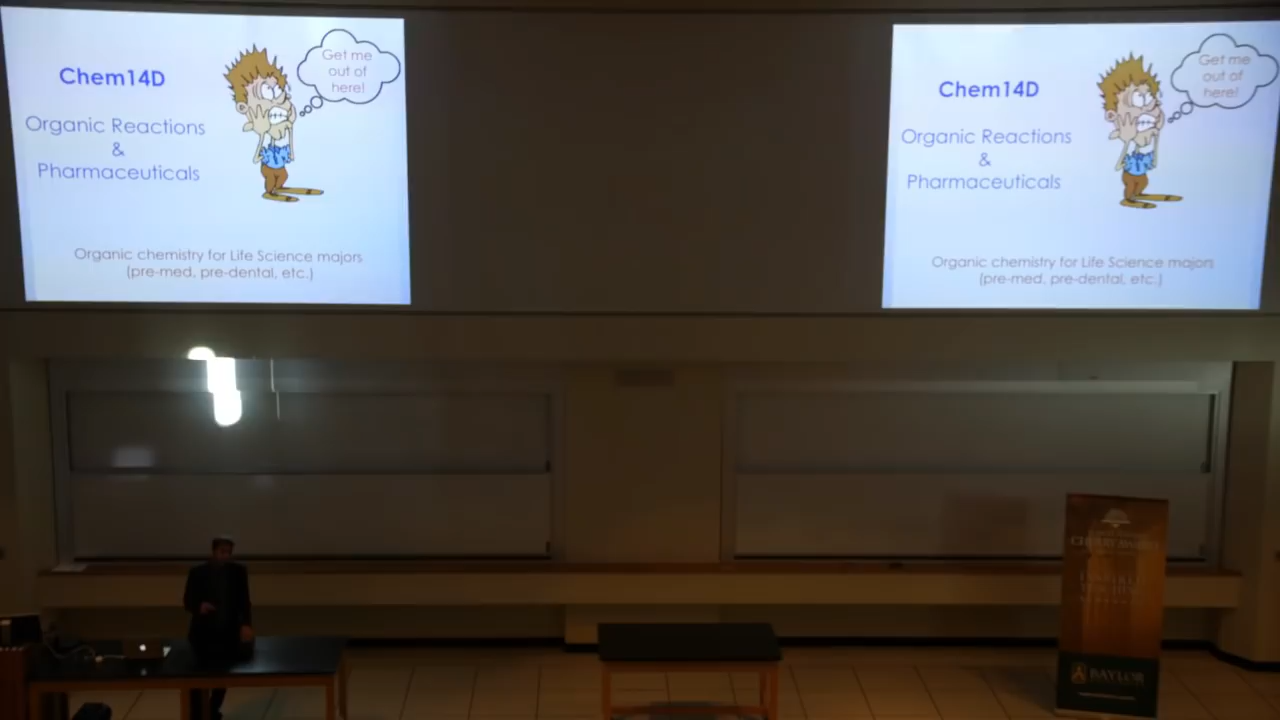 Chem14D
Get me
out of
here!
Organic Reactions
&
Pharmaceuticals
Organic chemistry for Life Science majors
(pre-med, pre-dental, etc.)
Chem14D
Get me
out of
here!
Organic Reactions
&
Pharmaceuticals
Organic chemistry for Life Science majors
(pre-med, pre-dental, etc.)
CHERRY AWARD
BAYLOR